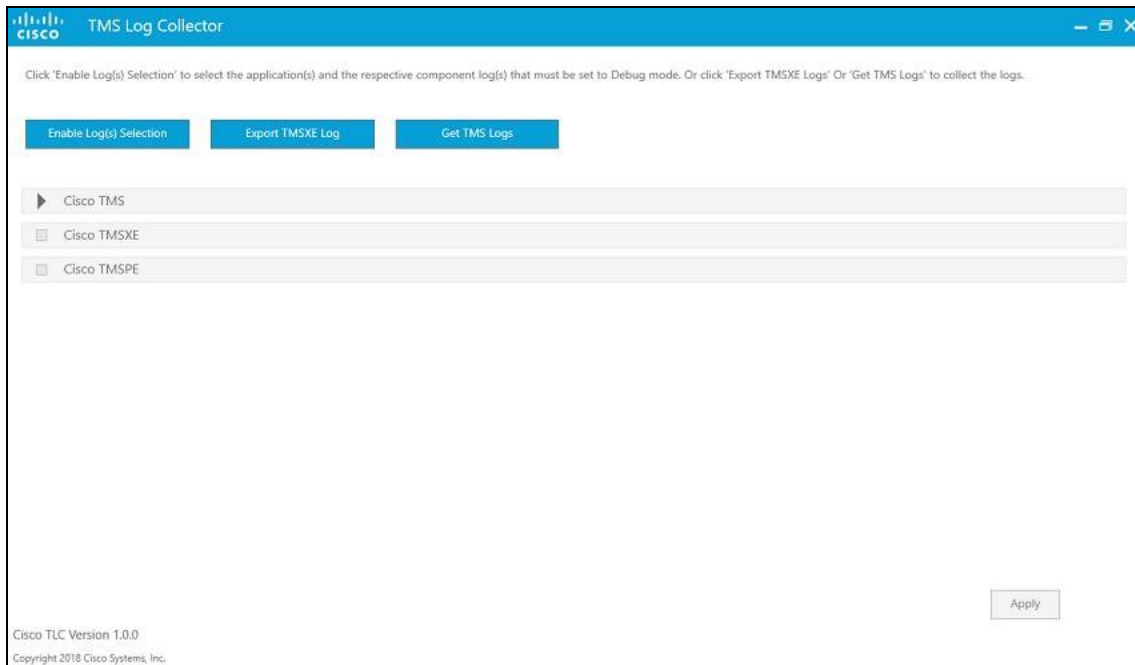 CISCO TMS Log Collector
Click 'Enable Log(s) Selection' to select the application(s) and the respective component log(s) that must be set to Debug mode. Or click 'Export TMSXE Logs' Or 'Get TMS Logs' to collect the logs.
Enable Log(s) Selection Export TMSXE Log Get TMS Logs
Cisco TMS
Cisco TMSXE
Cisco TMSPE
Apply
Cisco TLC Version 1.0.0
Copyright 2018 Cisco Systems, Inc.